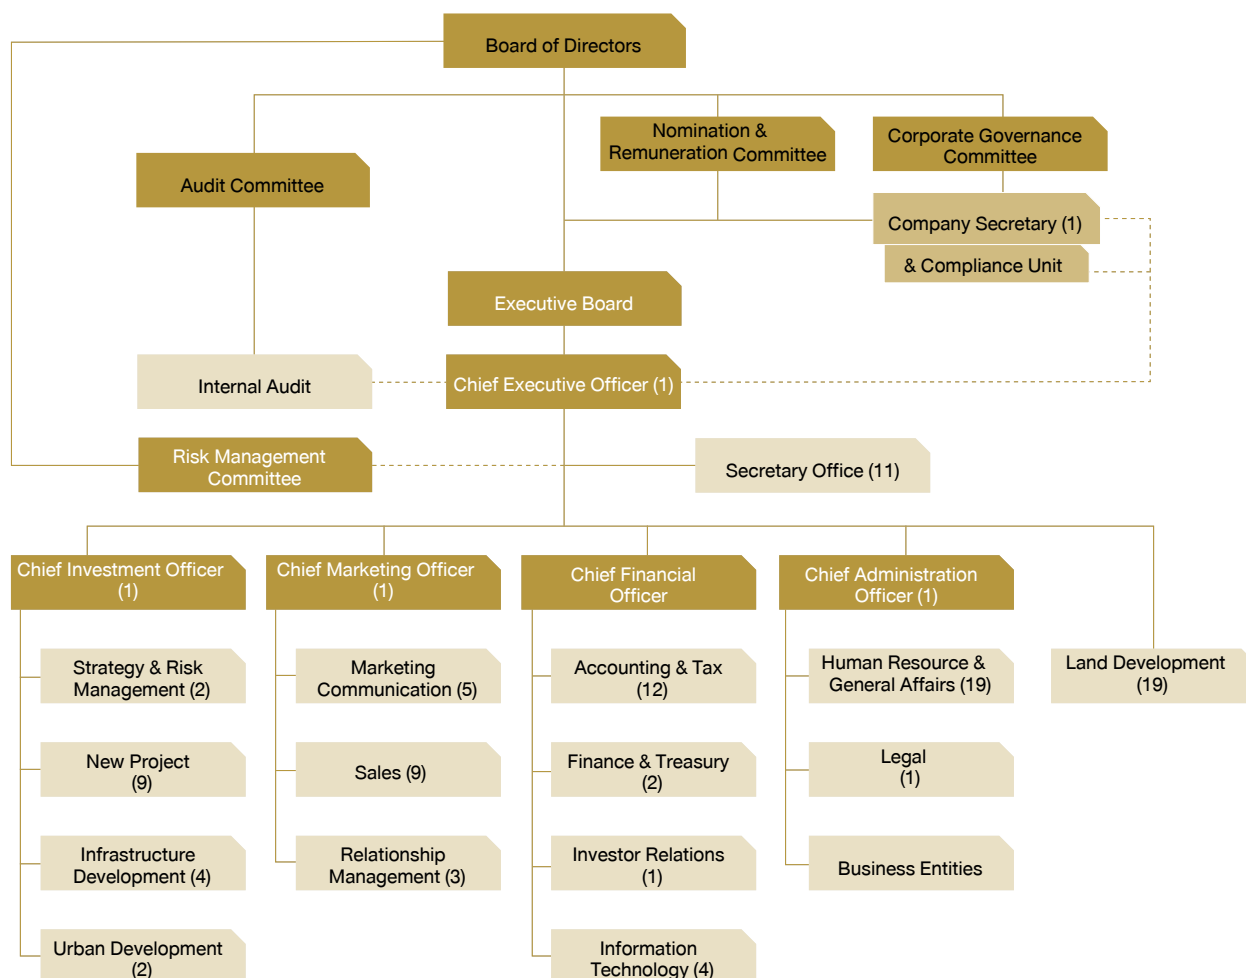 Board of Directors
Nomination &
Remuneration Committee
Corporate Governance
Committee
Audit Committee
Company Secretary (1)
& Compliance Unit
Executive Board
Internal Audit
Chief Executive Officer (1)
Risk Management
Committee
Secretary Office (11)
Chief Investment Officer
(1)
Chief Marketing Officer
(1)
Chief Financial
Officer
Chief Administration
Officer (1)
Strategy & Risk
Management (2)
Marketing
Communication (5)
Accounting & Tax
(12)
Human Resource &
General Affairs (19)
Land Development
(19)
New Project
(9)
Sales (9)
Finance & Treasury
(2)
Legal
(1)
Infrastructure
Development (4)
Relationship
Management (3)
Investor Relations
(1)
Business Entities
Urban Development
(2)
Information
Technology (4)